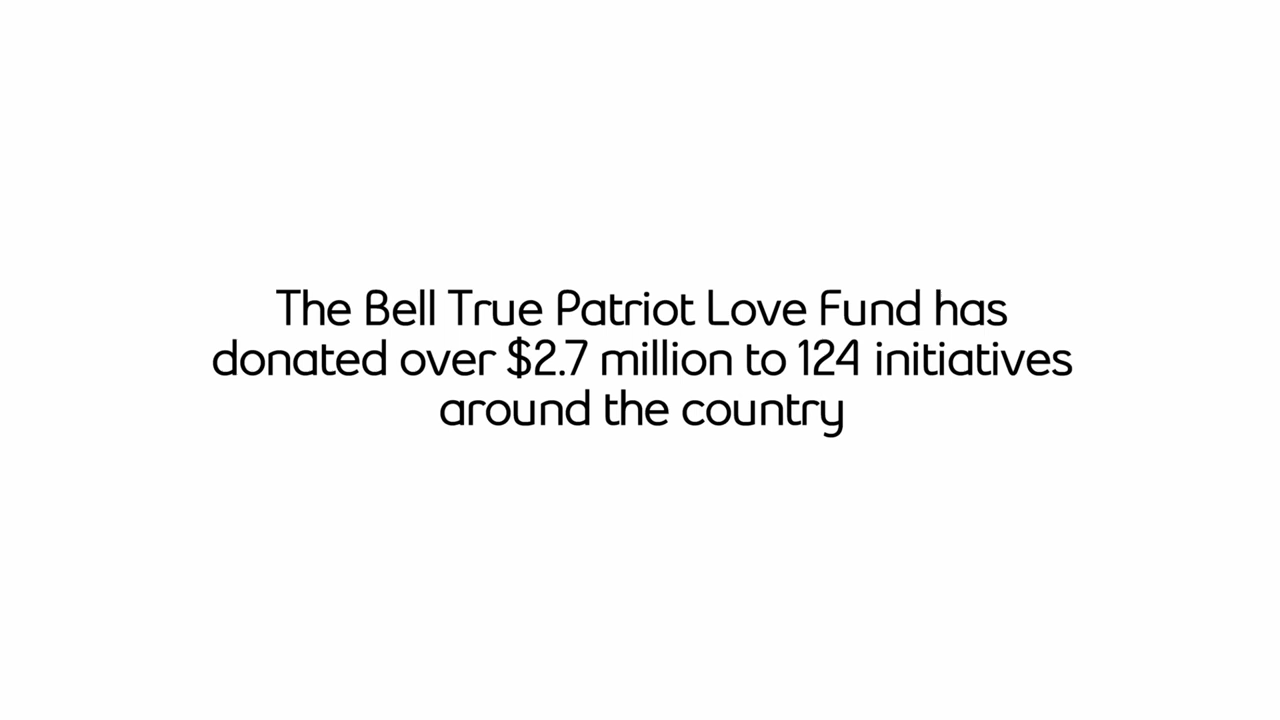 The Bell True Patriot Love Fund has
donated over $2.7 million to 124 initiatives
around the country